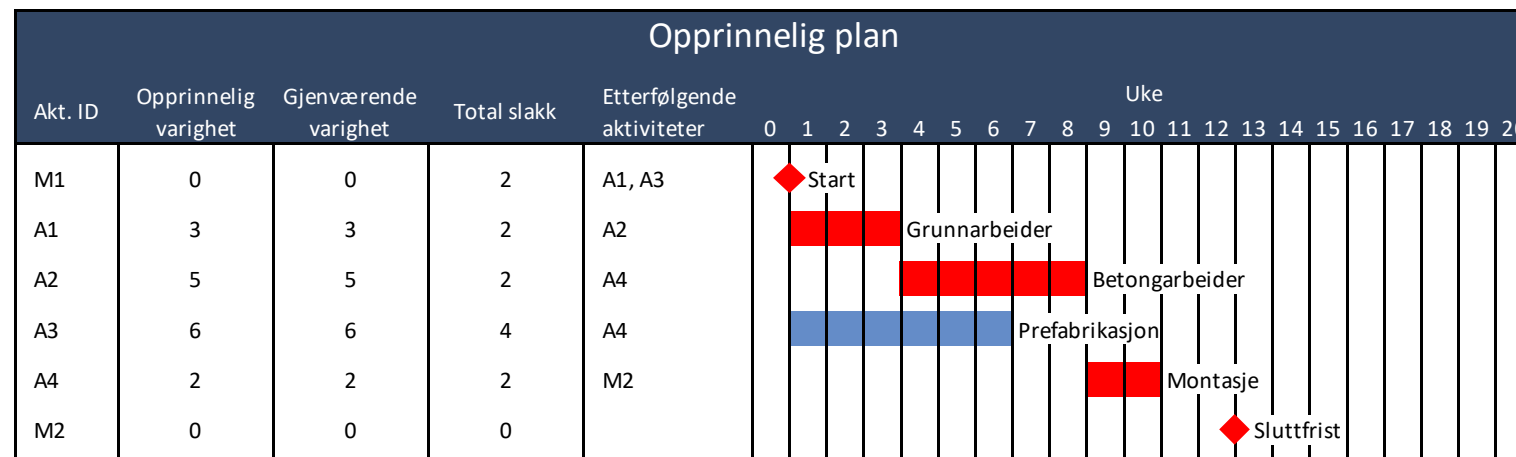 Opprinnelig plan
Akt. ID Opprinnelig varighet Gjenværende varighet Total slakk Etterfølgende aktiviteter Uke
0 1 2 3 4 5 6 7 8 9 10 11 12 13 14 15 16 17 18 19 20
M1 0 0 2 A1, A3 Start
A1 3 3 2 A2 Grunnarbeider
A2 5 5 2 A4 Betongarbeider
A3 6 6 4 A4 Prefabrikasjon
A4 2 2 2 M2 Montasje
M2 0 0 0 Sluttfrist